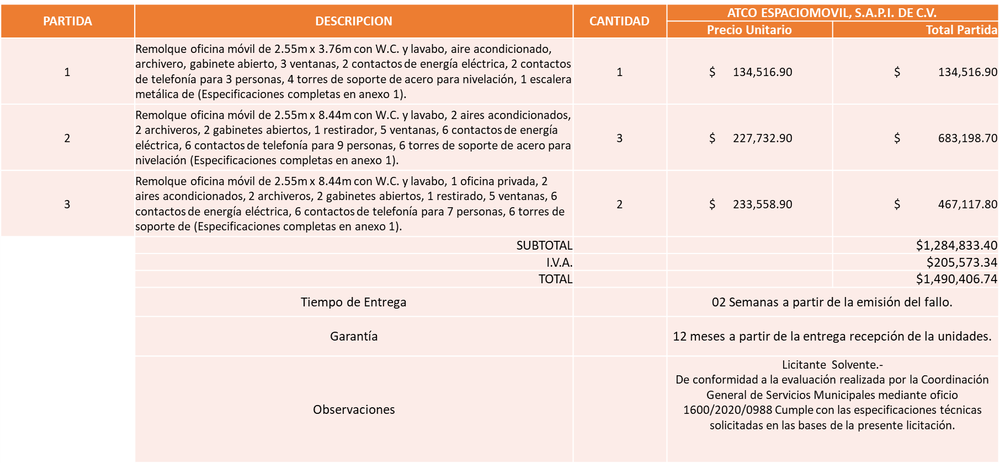 PARTIDA DESCRIPCION CANTIDAD ATCO ESPACIOMOVIL, S.A.P.I. DE C.V.
Precio Unitario Total Partida
1
Remolque oficina móvil de 2.55m x 3.76m con W.C. y lavabo, aire acondicionado,
archivero, gabinete abierto, 3 ventanas, 2 contactos de energía eléctrica, 2 contactos
de telefonía para 3 personas, 4 torres de soporte de acero para nivelación, 1 escalera
metálica de (Especificaciones completas en anexo 1).
1 $ 134,516.90 $ 134,516.90
2
Remolque oficina móvil de 2.55m x 8.44m con W.C. y lavabo, 2 aires acondicionados,
2 archiveros, 2 gabinetes abiertos, 1 restirador, 5 ventanas, 6 contactos de energía
eléctrica, 6 contactos de telefonía para 9 personas, 6 torres de soporte de acero para
nivelación (Especificaciones completas en anexo 1).
3 $ 227,732.90 $ 683,198.70
3
Remolque oficina móvil de 2.55m x 8.44m con W.C. y lavabo, 1 oficina privada, 2
aires acondicionados, 2 archiveros, 2 gabinetes abiertos, 1 restirado, 5 ventanas, 6
contactos de energía eléctrica, 6 contactos de telefonía para 7 personas, 6 torres de
soporte de (Especificaciones completas en anexo 1).
2 $ 233,558.90 $ 467,117.80
SUBTOTAL $1,284,833.40
I.V.A. $205,573.34
TOTAL $1,490,406.74
Tiempo de Entrega 02 Semanas a partir de la emisión del fallo.
Garantía 12 meses a partir de la entrega recepción de la unidades.
Observaciones
Licitante Solvente.-
De conformidad a la evaluación realizada por la Coordinación
General de Servicios Municipales mediante oficio
1600/2020/0988 Cumple con las especificaciones técnicas
solicitadas en las bases de la presente licitación.